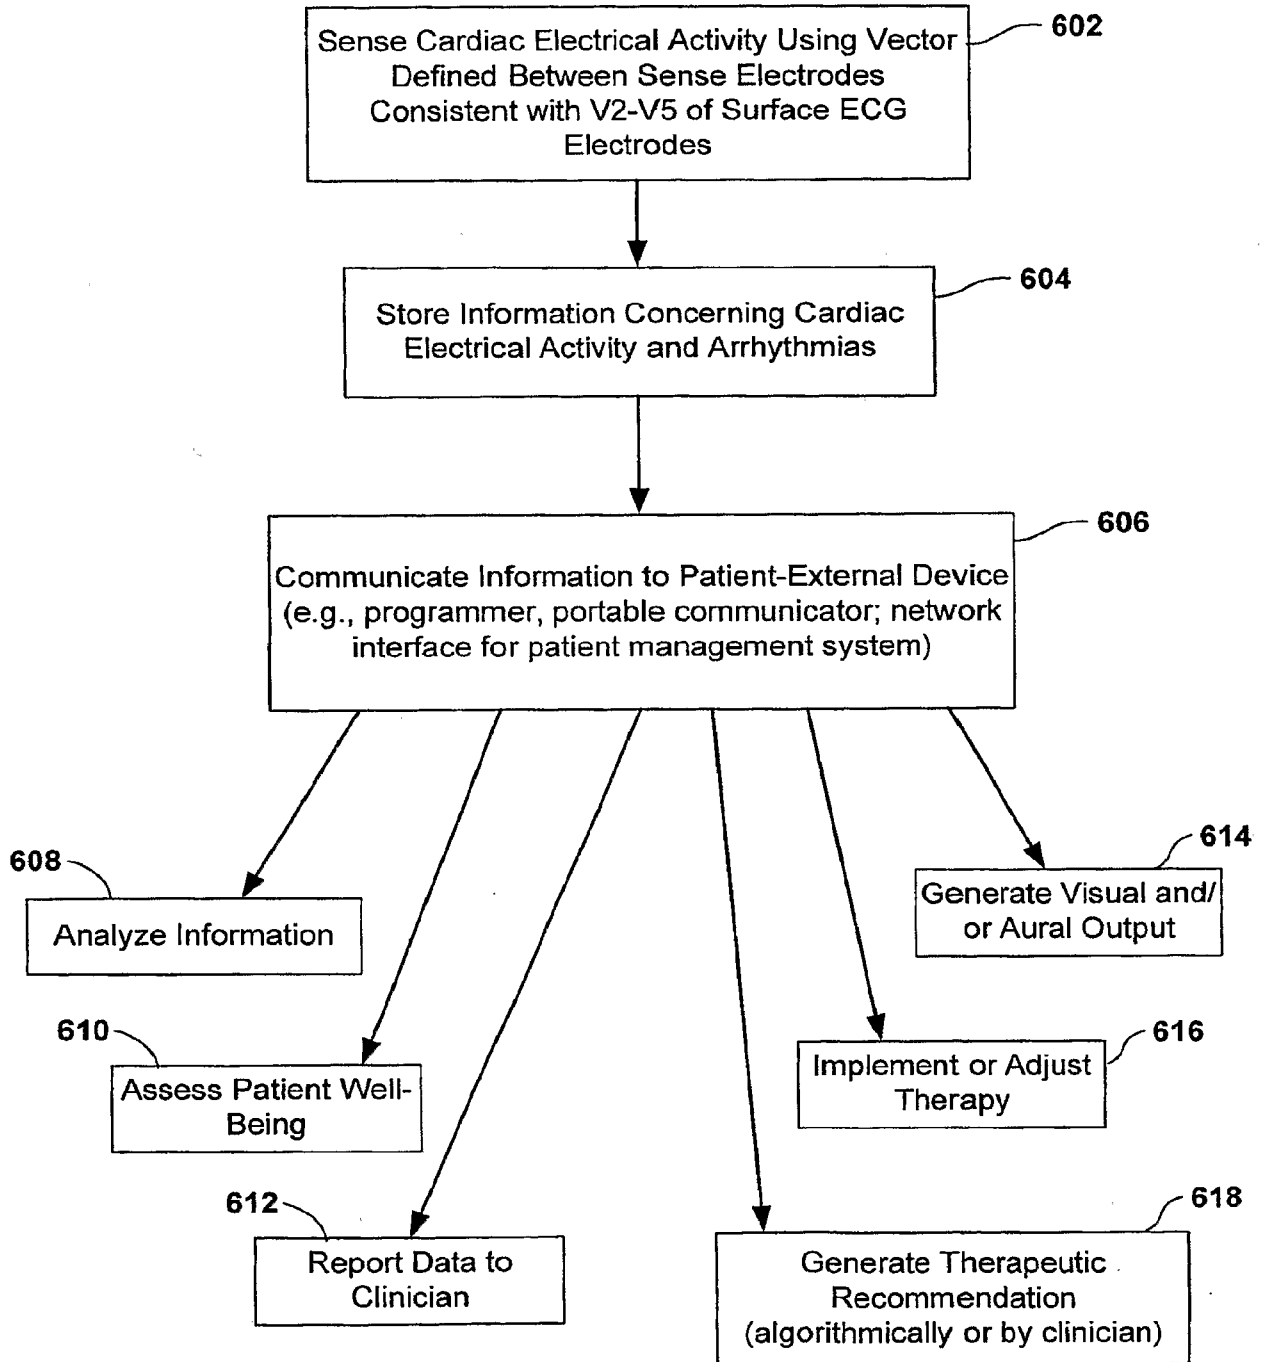 602
Sense Cardiac Electrical Activity Using Vector
Defined Between Sense Electrodes
Consistent with V2-V5 of Surface ECG
Electrodes
604
Store Information Concerning Cardiac
Electrical Activity and Arrhythmias
606
Communicate Information to Patient-External Device
(e.g., programmer, portable communicator; network
interface for patient management system)
608
Analyze Information
614
Generate Visual and/
or Aural Output
610
Assess Patient Well-
Being
616
Implement or Adjust
Therapy
612
Report Data to
Clinician
618
Generate Therapeutic
Recommendation
(algorithmically or by clinician)